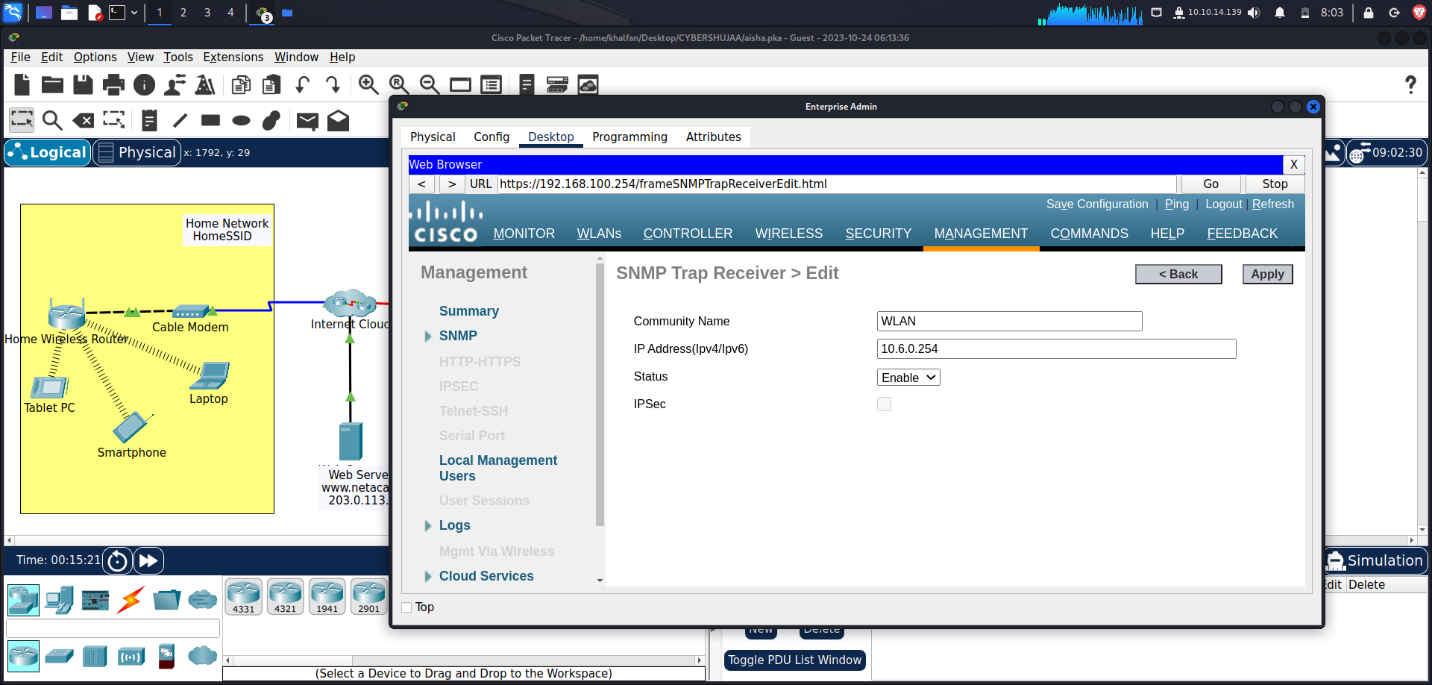 1 2 3 4 3
10.10.14.139 8:03
Cisco Packet Tracer - /home/khalfan/Desktop/CYBERSHUJAA/aisha.pka - Guest - 2023-10-24 06:13:36
File Edit Options View Tools Extensions Window Help
Logical Physical x: 1792, y: 29
09:02:30
Home Network
HomeSSID
Cable Modem
Internet Cloud
Home Wireless Router
Tablet PC
Laptop
Smartphone
Web Serve
www.netaca
203.0.113.
Enterprise Admin
Physical Config Desktop Programming Attributes
Web Browser X
< > URL https://192.168.100.254/frameSNMPTrapReceiverEdit.html Go Stop
Save Configuration | Ping | Logout | Refresh
CISCO MONITOR WLANs CONTROLLER WIRELESS SECURITY MANAGEMENT COMMANDS HELP FEEDBACK
Management
Summary
SNMP
HTTP-HTTPS
IPSEC
Telnet-SSH
Serial Port
Local Management
Users
User Sessions
Logs
Mgmt Via Wireless
Cloud Services
SNMP Trap Receiver > Edit < Back Apply
Community Name WLAN
IP Address(Ipv4/Ipv6) 10.6.0.254
Status Enable
IPSec
Top
Time: 00:15:21
Simulation
4331 4321 1941 2901
Edit Delete
New Delete
Toggle PDU List Window
(Select a Device to Drag and Drop to the Workspace)